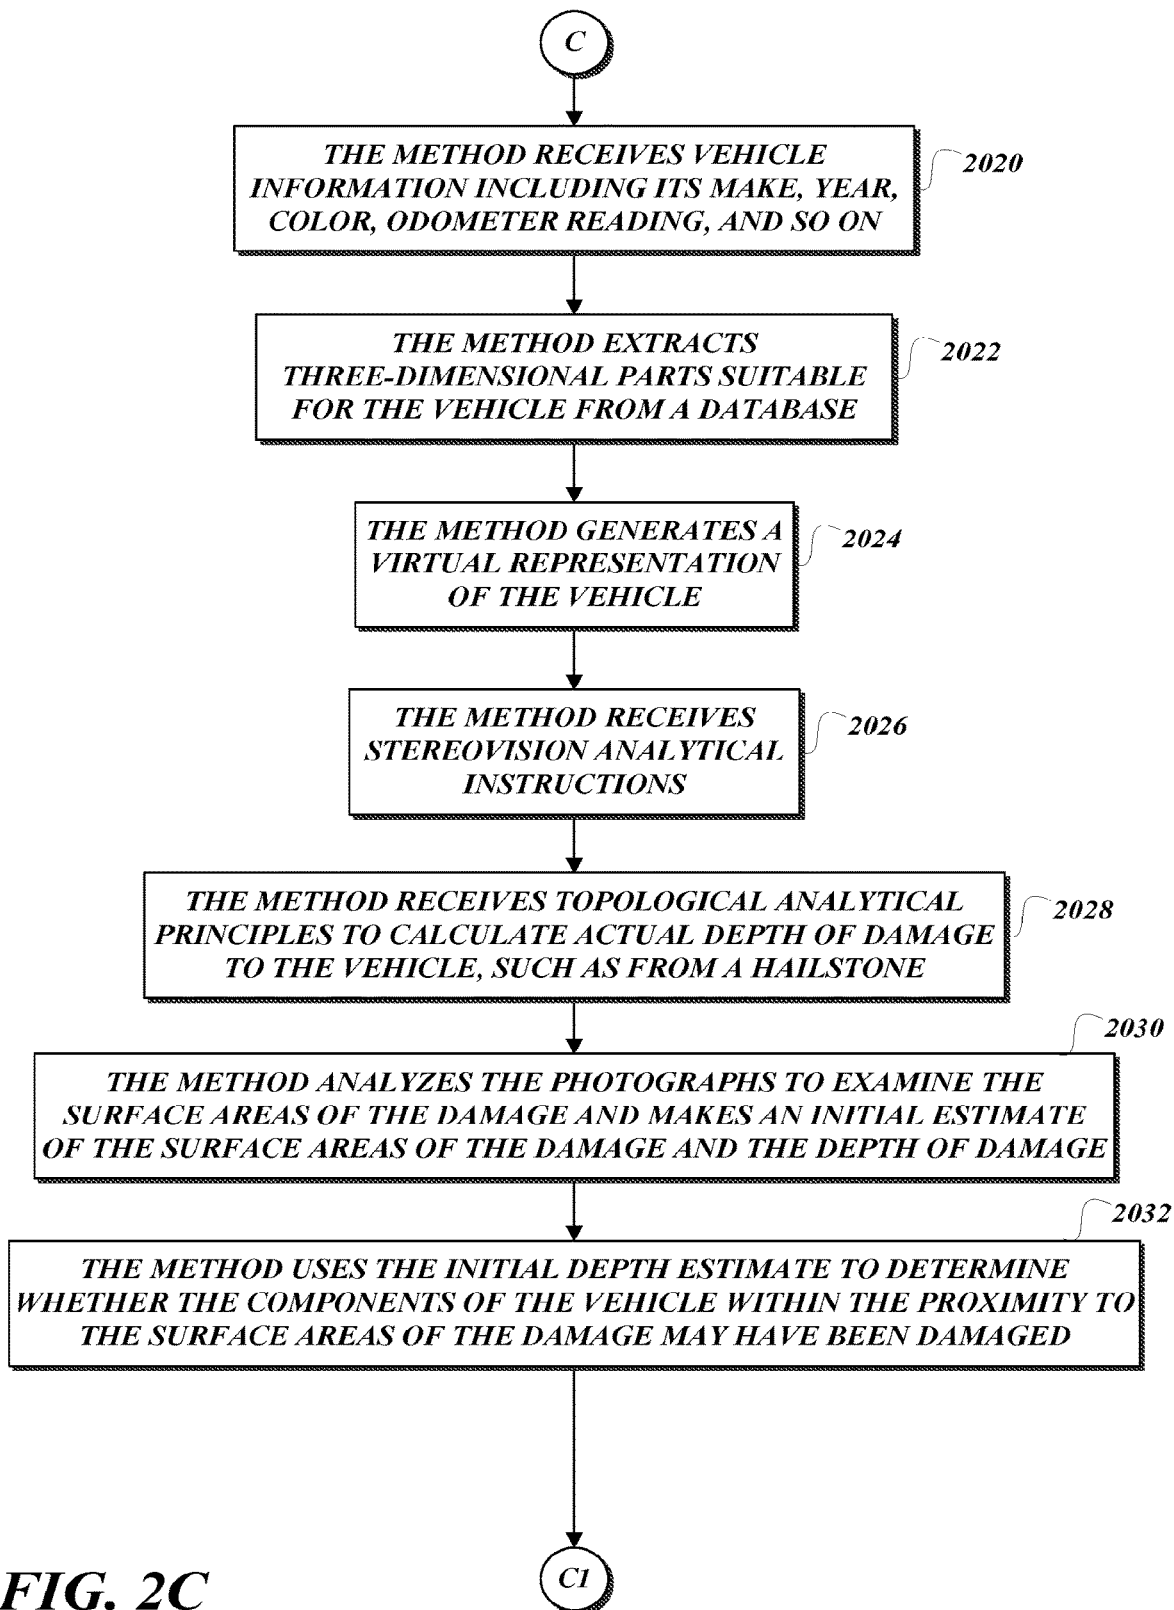 C
THE METHOD RECEIVES VEHICLE
INFORMATION INCLUDING ITS MAKE, YEAR,
COLOR, ODOMETER READING, AND SO ON
2020
THE METHOD EXTRACTS
THREE-DIMENSIONAL PARTS SUITABLE
FOR THE VEHICLE FROM A DATABASE
2022
THE METHOD GENERATES A
VIRTUAL REPRESENTATION
OF THE VEHICLE
2024
THE METHOD RECEIVES
STEREOVISION ANALYTICAL
INSTRUCTIONS
2026
THE METHOD RECEIVES TOPOLOGICAL ANALYTICAL
PRINCIPLES TO CALCULATE ACTUAL DEPTH OF DAMAGE
TO THE VEHICLE, SUCH AS FROM A HAILSTONE
2028
2030
THE METHOD ANALYZES THE PHOTOGRAPHS TO EXAMINE THE
SURFACE AREAS OF THE DAMAGE AND MAKES AN INITIAL ESTIMATE
OF THE SURFACE AREAS OF THE DAMAGE AND THE DEPTH OF DAMAGE
2032
THE METHOD USES THE INITIAL DEPTH ESTIMATE TO DETERMINE
WHETHER THE COMPONENTS OF THE VEHICLE WITHIN THE PROXIMITY TO
THE SURFACE AREAS OF THE DAMAGE MAY HAVE BEEN DAMAGED
C1
FIG. 2C